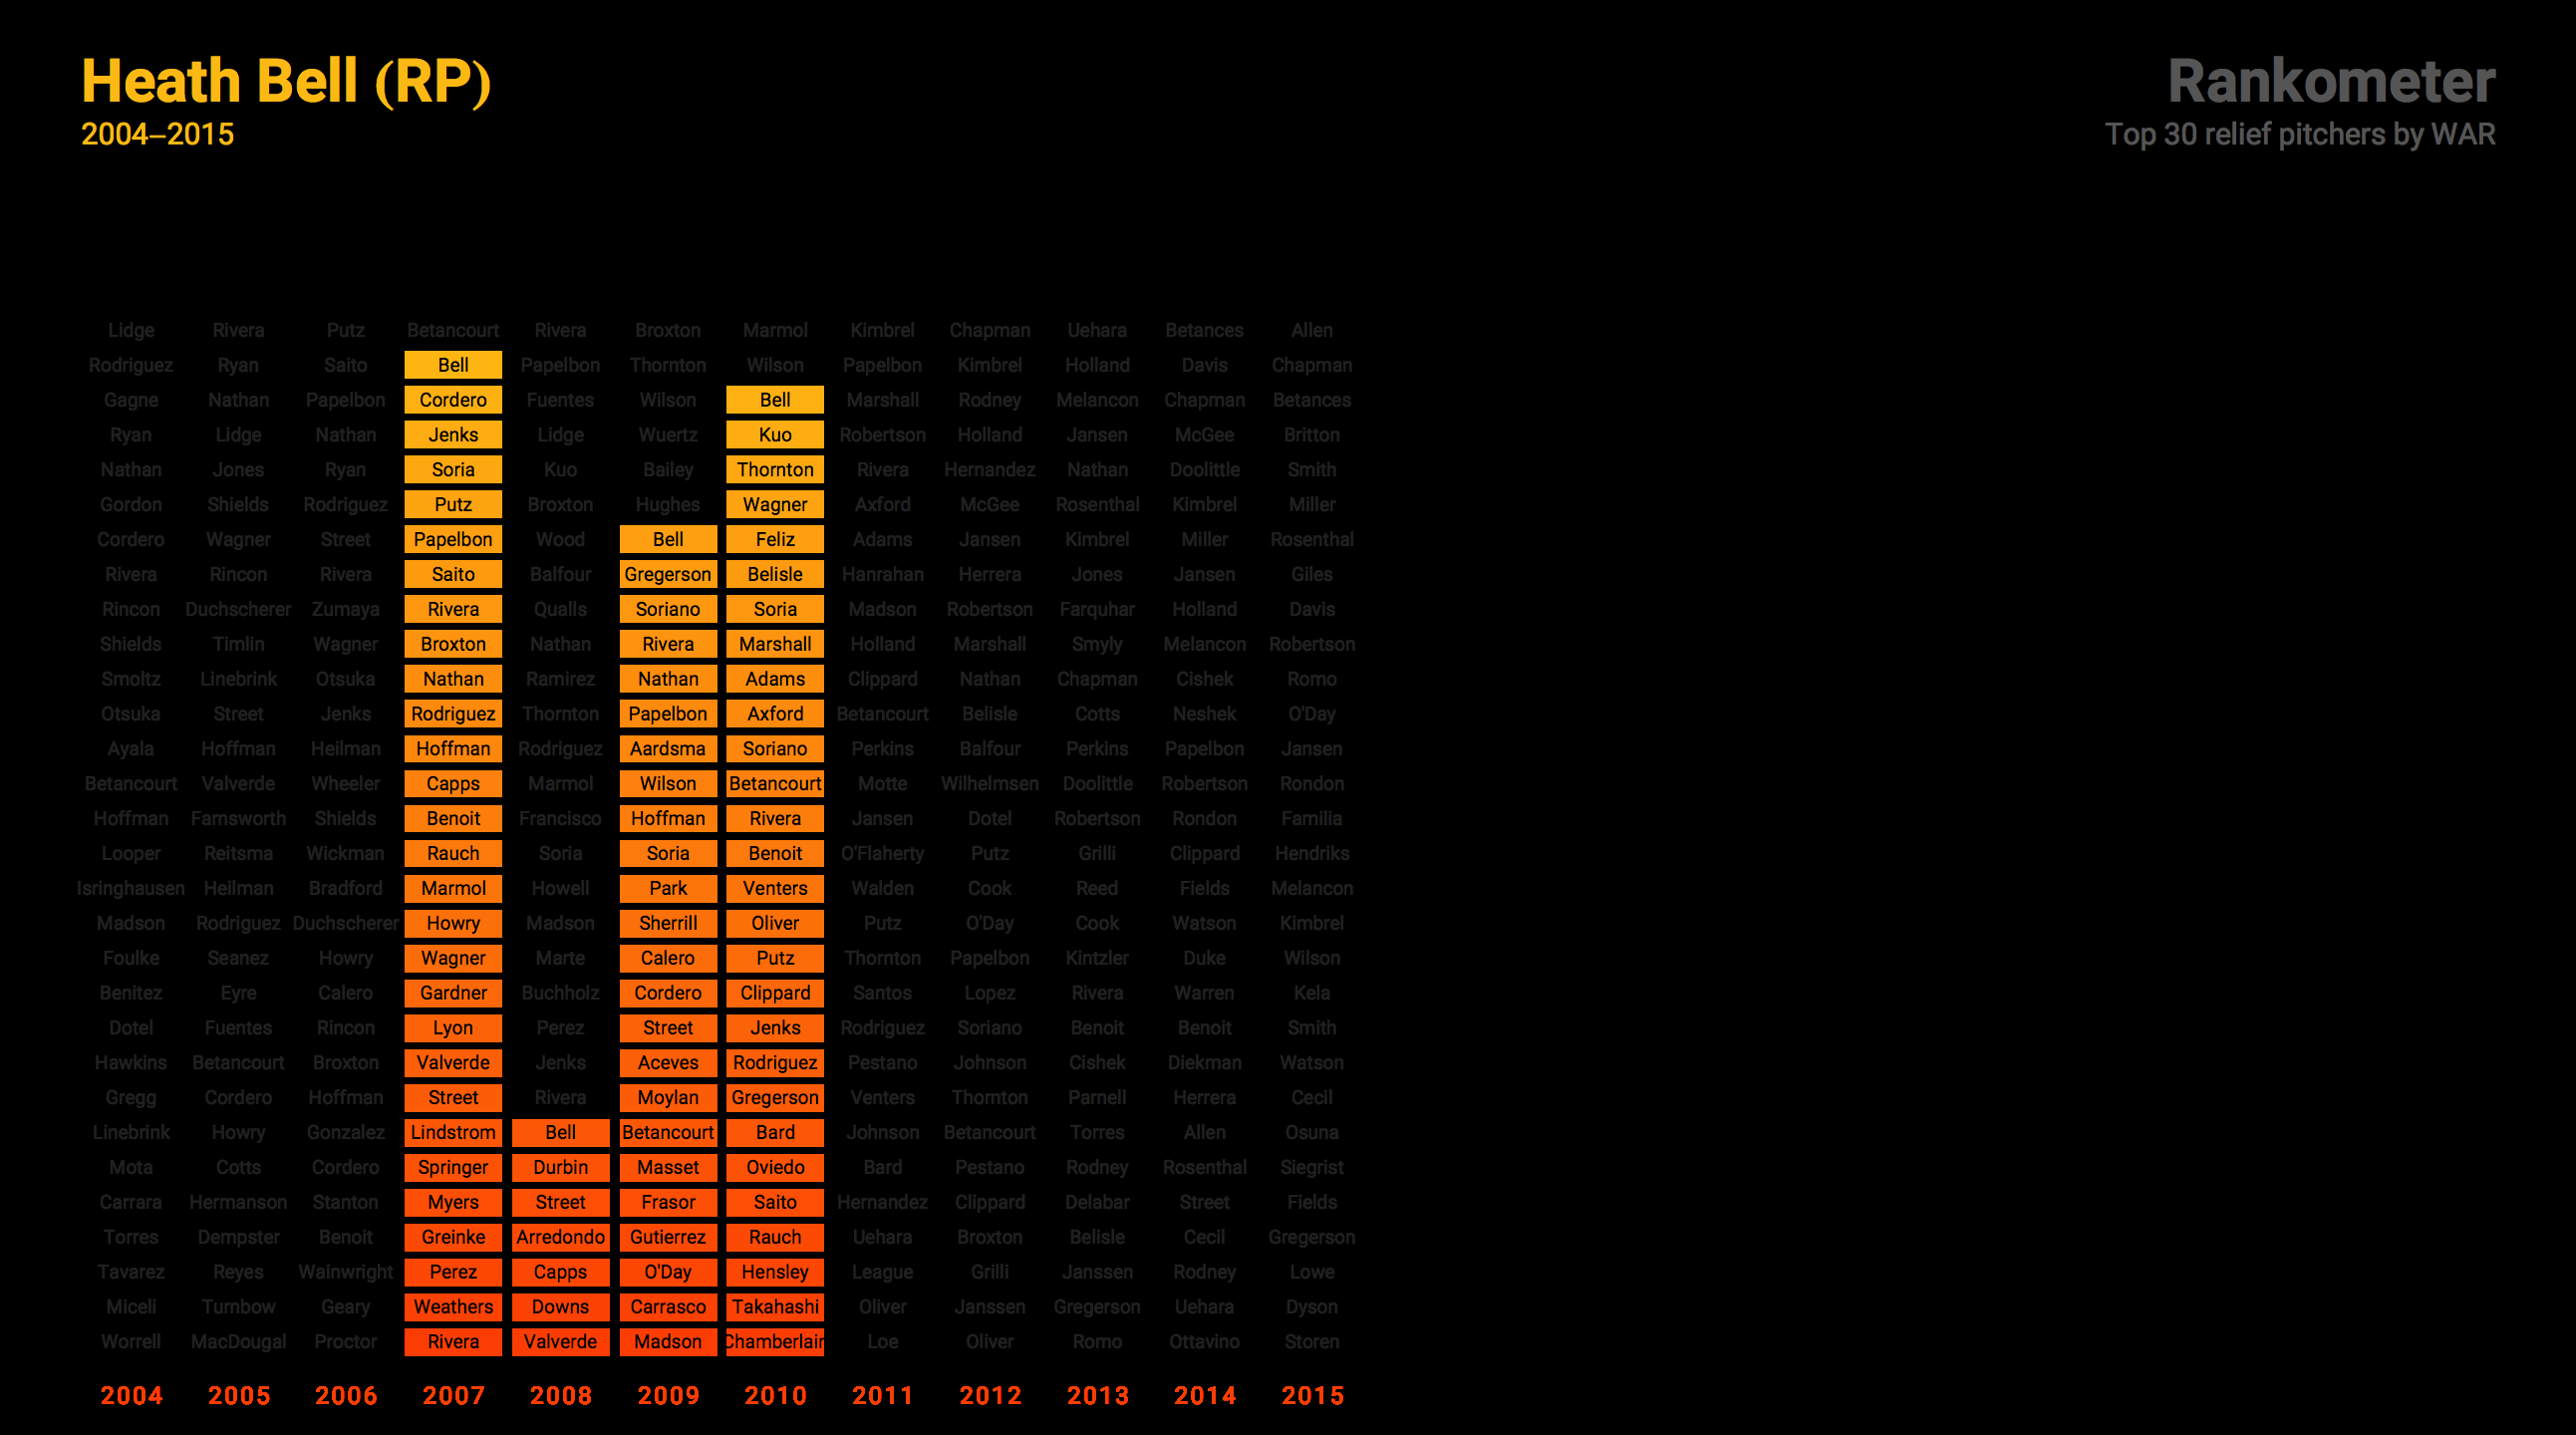 Heath Bell (RP)
2004–2015
Rankometer
Top 30 relief pitchers by WAR
Lidge Rivera Putz Betancourt Rivera Broxton Marmol Kimbrel Chapman Uehara Betances Allen
Rodriguez Ryan Saito Bell Papelbon Thornton Wilson Papelbon Kimbrel Holland Davis Chapman
Gagne Nathan Papelbon Cordero Fuentes Wilson Bell Marshall Rodney Melancon Chapman Betances
Ryan Lidge Nathan Jenks Lidge Wuertz Kuo Robertson Holland Jansen McGee Britton
Nathan Jones Ryan Soria Kuo Bailey Thornton Rivera Hernandez Nathan Doolittle Smith
Gordon Shields Rodriguez Putz Broxton Hughes Wagner Axford McGee Rosenthal Kimbrel Miller
Cordero Wagner Street Papelbon Wood Bell Feliz Adams Jansen Kimbrel Miller Rosenthal
Rivera Rincon Rivera Saito Balfour Gregerson Belisle Hanrahan Herrera Jones Jansen Giles
Rincon Duchscherer Zumaya Rivera Qualls Soriano Soria Madson Robertson Farquhar Holland Davis
Shields Timlin Wagner Broxton Nathan Rivera Marshall Holland Marshall Smyly Melancon Robertson
Smoltz Linebrink Otsuka Nathan Ramirez Nathan Adams Clippard Nathan Chapman Cishek Romo
Otsuka Street Jenks Rodriguez Thornton Papelbon Axford Betancourt Belisle Cotts Neshek O'Day
Ayala Hoffman Heilman Hoffman Rodriguez Aardsma Soriano Perkins Balfour Perkins Papelbon Jansen
Betancourt Valverde Wheeler Capps Marmol Wilson Betancourt Motte Wilhelmsen Doolittle Robertson Rondon
Hoffman Farnsworth Shields Benoit Francisco Hoffman Rivera Jansen Dotel Robertson Rondon Familia
Looper Reitsma Wickman Rauch Soria Soria Benoit O'Flaherty Putz Grilli Clippard Hendriks
Isringhausen Heilman Bradford Marmol Howell Park Venters Walden Cook Reed Fields Melancon
Madson Rodriguez Duchscherer Howry Madson Sherrill Oliver Putz O'Day Cook Watson Kimbrel
Foulke Seanez Howry Wagner Marte Calero Putz Thornton Papelbon Kintzler Duke Wilson
Benitez Eyre Calero Gardner Buchholz Cordero Clippard Santos Lopez Rivera Warren Kela
Dotel Fuentes Rincon Lyon Perez Street Jenks Rodriguez Soriano Benoit Benoit Smith
Hawkins Betancourt Broxton Valverde Jenks Aceves Rodriguez Pestano Johnson Cishek Diekman Watson
Gregg Cordero Hoffman Street Rivera Moylan Gregerson Venters Thornton Parnell Herrera Cecil
Linebrink Howry Gonzalez Lindstrom Bell Betancourt Bard Johnson Betancourt Torres Allen Osuna
Mota Cotts Cordero Springer Durbin Masset Oviedo Bard Pestano Rodney Rosenthal Siegrist
Carrara Hermanson Stanton Myers Street Frasor Saito Hernandez Clippard Delabar Street Fields
Torres Dempster Benoit Greinke Arredondo Gutierrez Rauch Uehara Broxton Belisle Cecil Gregerson
Tavarez Reyes Wainwright Perez Capps O'Day Hensley League Grilli Janssen Rodney Lowe
Miceli Turnbow Geary Weathers Downs Carrasco Takahashi Oliver Janssen Gregerson Uehara Dyson
Worrell MacDougal Proctor Rivera Valverde Madson Chamberlain Loe Oliver Romo Ottavino Storen
2004 2005 2006 2007 2008 2009 2010 2011 2012 2013 2014 2015